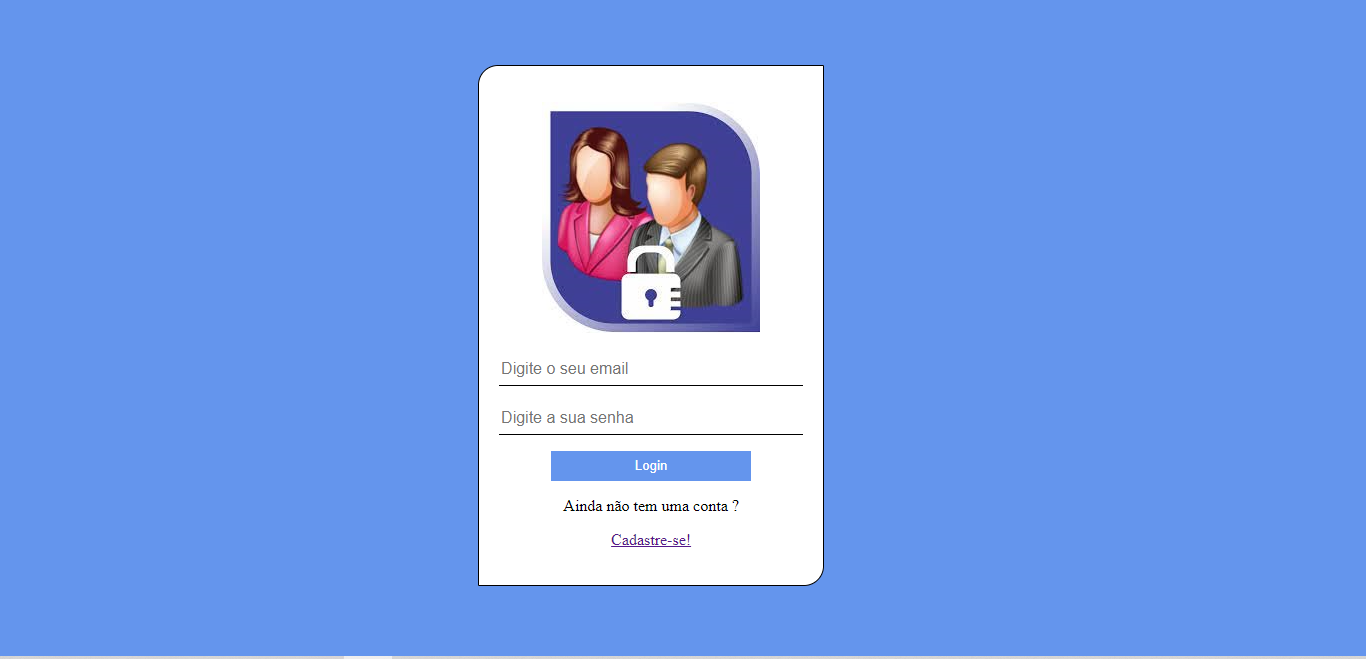 Digite o seu email
Digite a sua senha
Login
Ainda não tem uma conta ?
Cadastre-se!